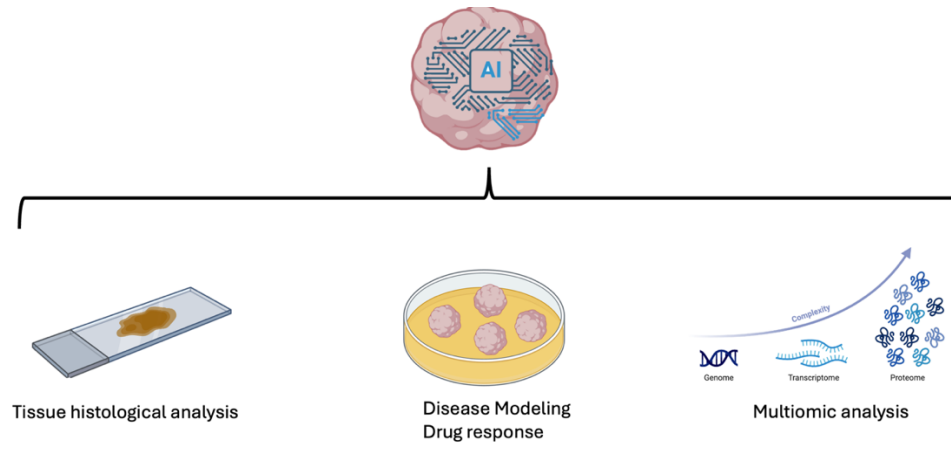 AI
Complexity
Genome
Transcriptome
Proteome
Tissue histological analysis
Disease Modeling
Drug response
Multiomic analysis